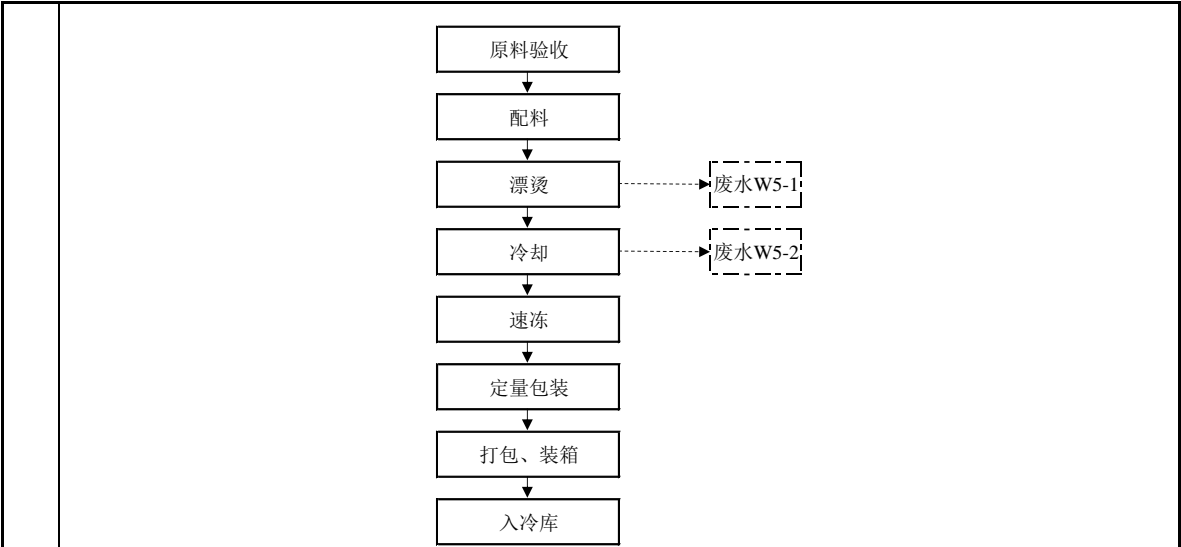 原料验收
配料
漂烫
废水W5-1
冷却
废水W5-2
速冻
定量包装
打包、装箱
入冷库